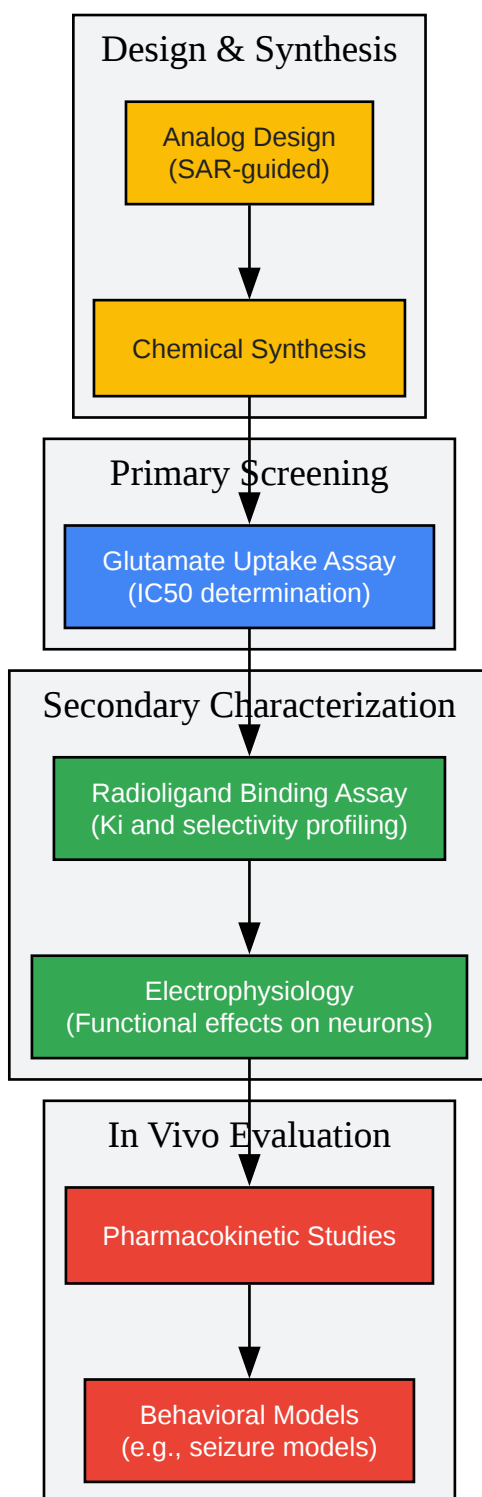 Design & Synthesis
Analog Design
(SAR-guided)
Chemical Synthesis
Primary Screening
Glutamate Uptake Assay
(IC50 determination)
Secondary Characterization
Radioligand Binding Assay
(Ki and selectivity profiling)
Electrophysiology
(Functional effects on neurons)
In Vivo Evaluation
Pharmacokinetic Studies
Behavioral Models
(e.g., seizure models)